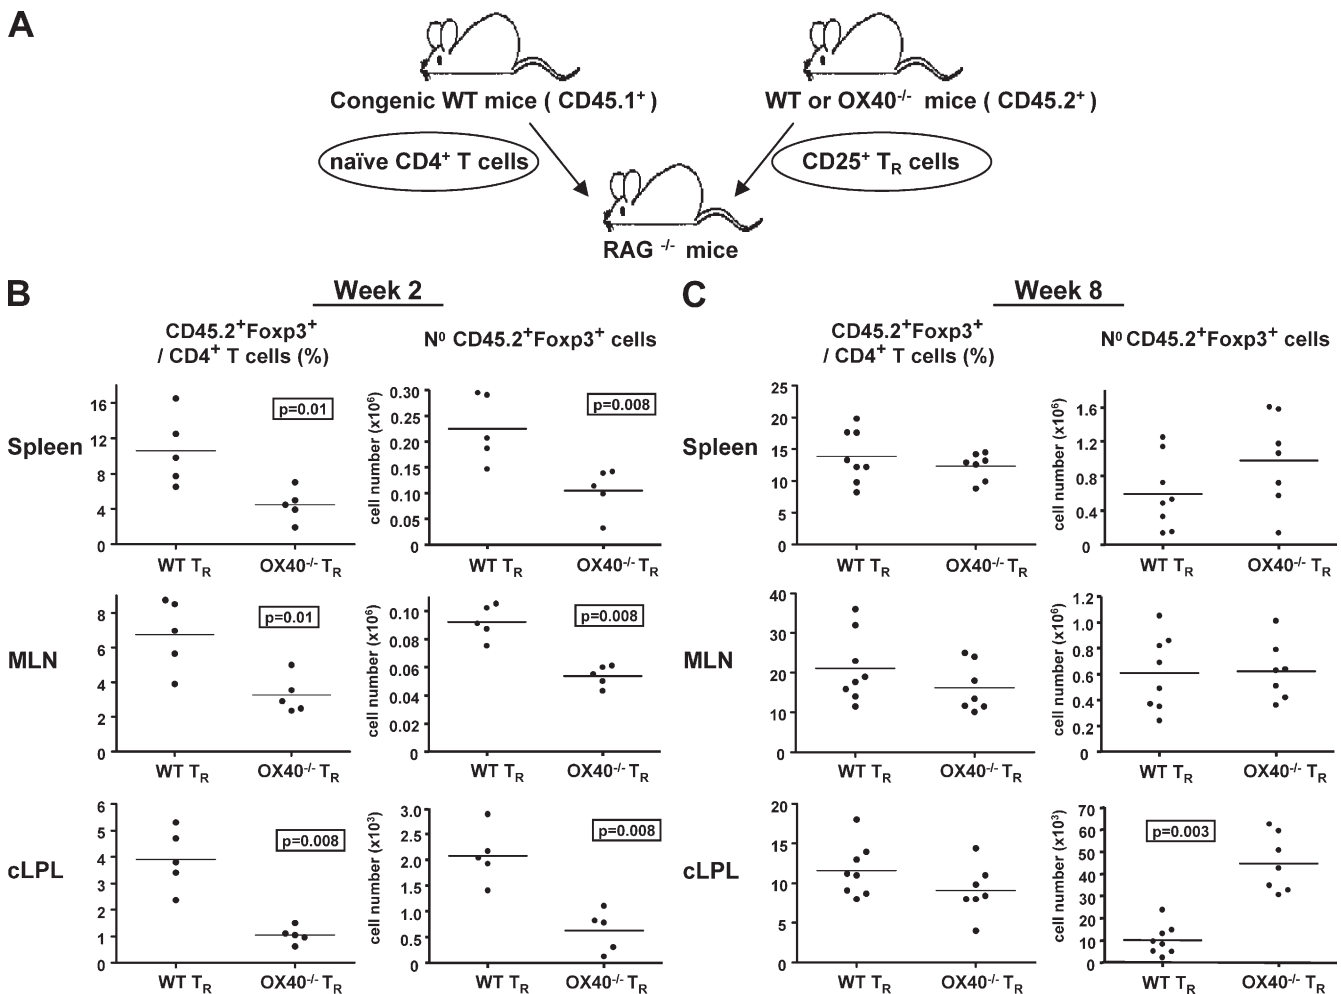 A
Congenic WT mice ( CD45.1⁺)
WT or OX40⁻/⁻ mice ( CD45.2⁺)
naïve CD4⁺ T cells
CD25⁺ T_R cells
RAG ⁻/⁻ mice
B
Week 2
CD45.2⁺Foxp3⁺
/ CD4⁺ T cells (%)
N⁰ CD45.2⁺Foxp3⁺ cells
C
Week 8
CD45.2⁺Foxp3⁺
/ CD4⁺ T cells (%)
N⁰ CD45.2⁺Foxp3⁺ cells
Spleen
16
12
8
4
0
p=0.01
WT T_R
OX40⁻/⁻ T_R
cell number (x10⁶)
0.30
0.25
0.20
0.15
0.10
0.05
0
p=0.008
WT T_R
OX40⁻/⁻ T_R
Spleen
25
20
15
10
5
0
WT T_R
OX40⁻/⁻ T_R
cell number (x10⁶)
1.6
1.2
0.8
0.4
0
WT T_R
OX40⁻/⁻ T_R
MLN
8
6
4
2
0
p=0.01
WT T_R
OX40⁻/⁻ T_R
cell number (x10⁶)
0.10
0.08
0.06
0.04
0.02
0
p=0.008
WT T_R
OX40⁻/⁻ T_R
MLN
40
30
20
10
0
WT T_R
OX40⁻/⁻ T_R
cell number (x10⁶)
1.2
1.0
0.8
0.6
0.4
0.2
0
WT T_R
OX40⁻/⁻ T_R
cLPL
6
5
4
3
2
1
0
p=0.008
WT T_R
OX40⁻/⁻ T_R
cell number (x10³)
3.0
2.0
1.0
0.5
0
p=0.008
WT T_R
OX40⁻/⁻ T_R
cLPL
20
15
10
5
0
WT T_R
OX40⁻/⁻ T_R
cell number (x10³)
70
60
50
40
30
20
10
0
p=0.003
WT T_R
OX40⁻/⁻ T_R